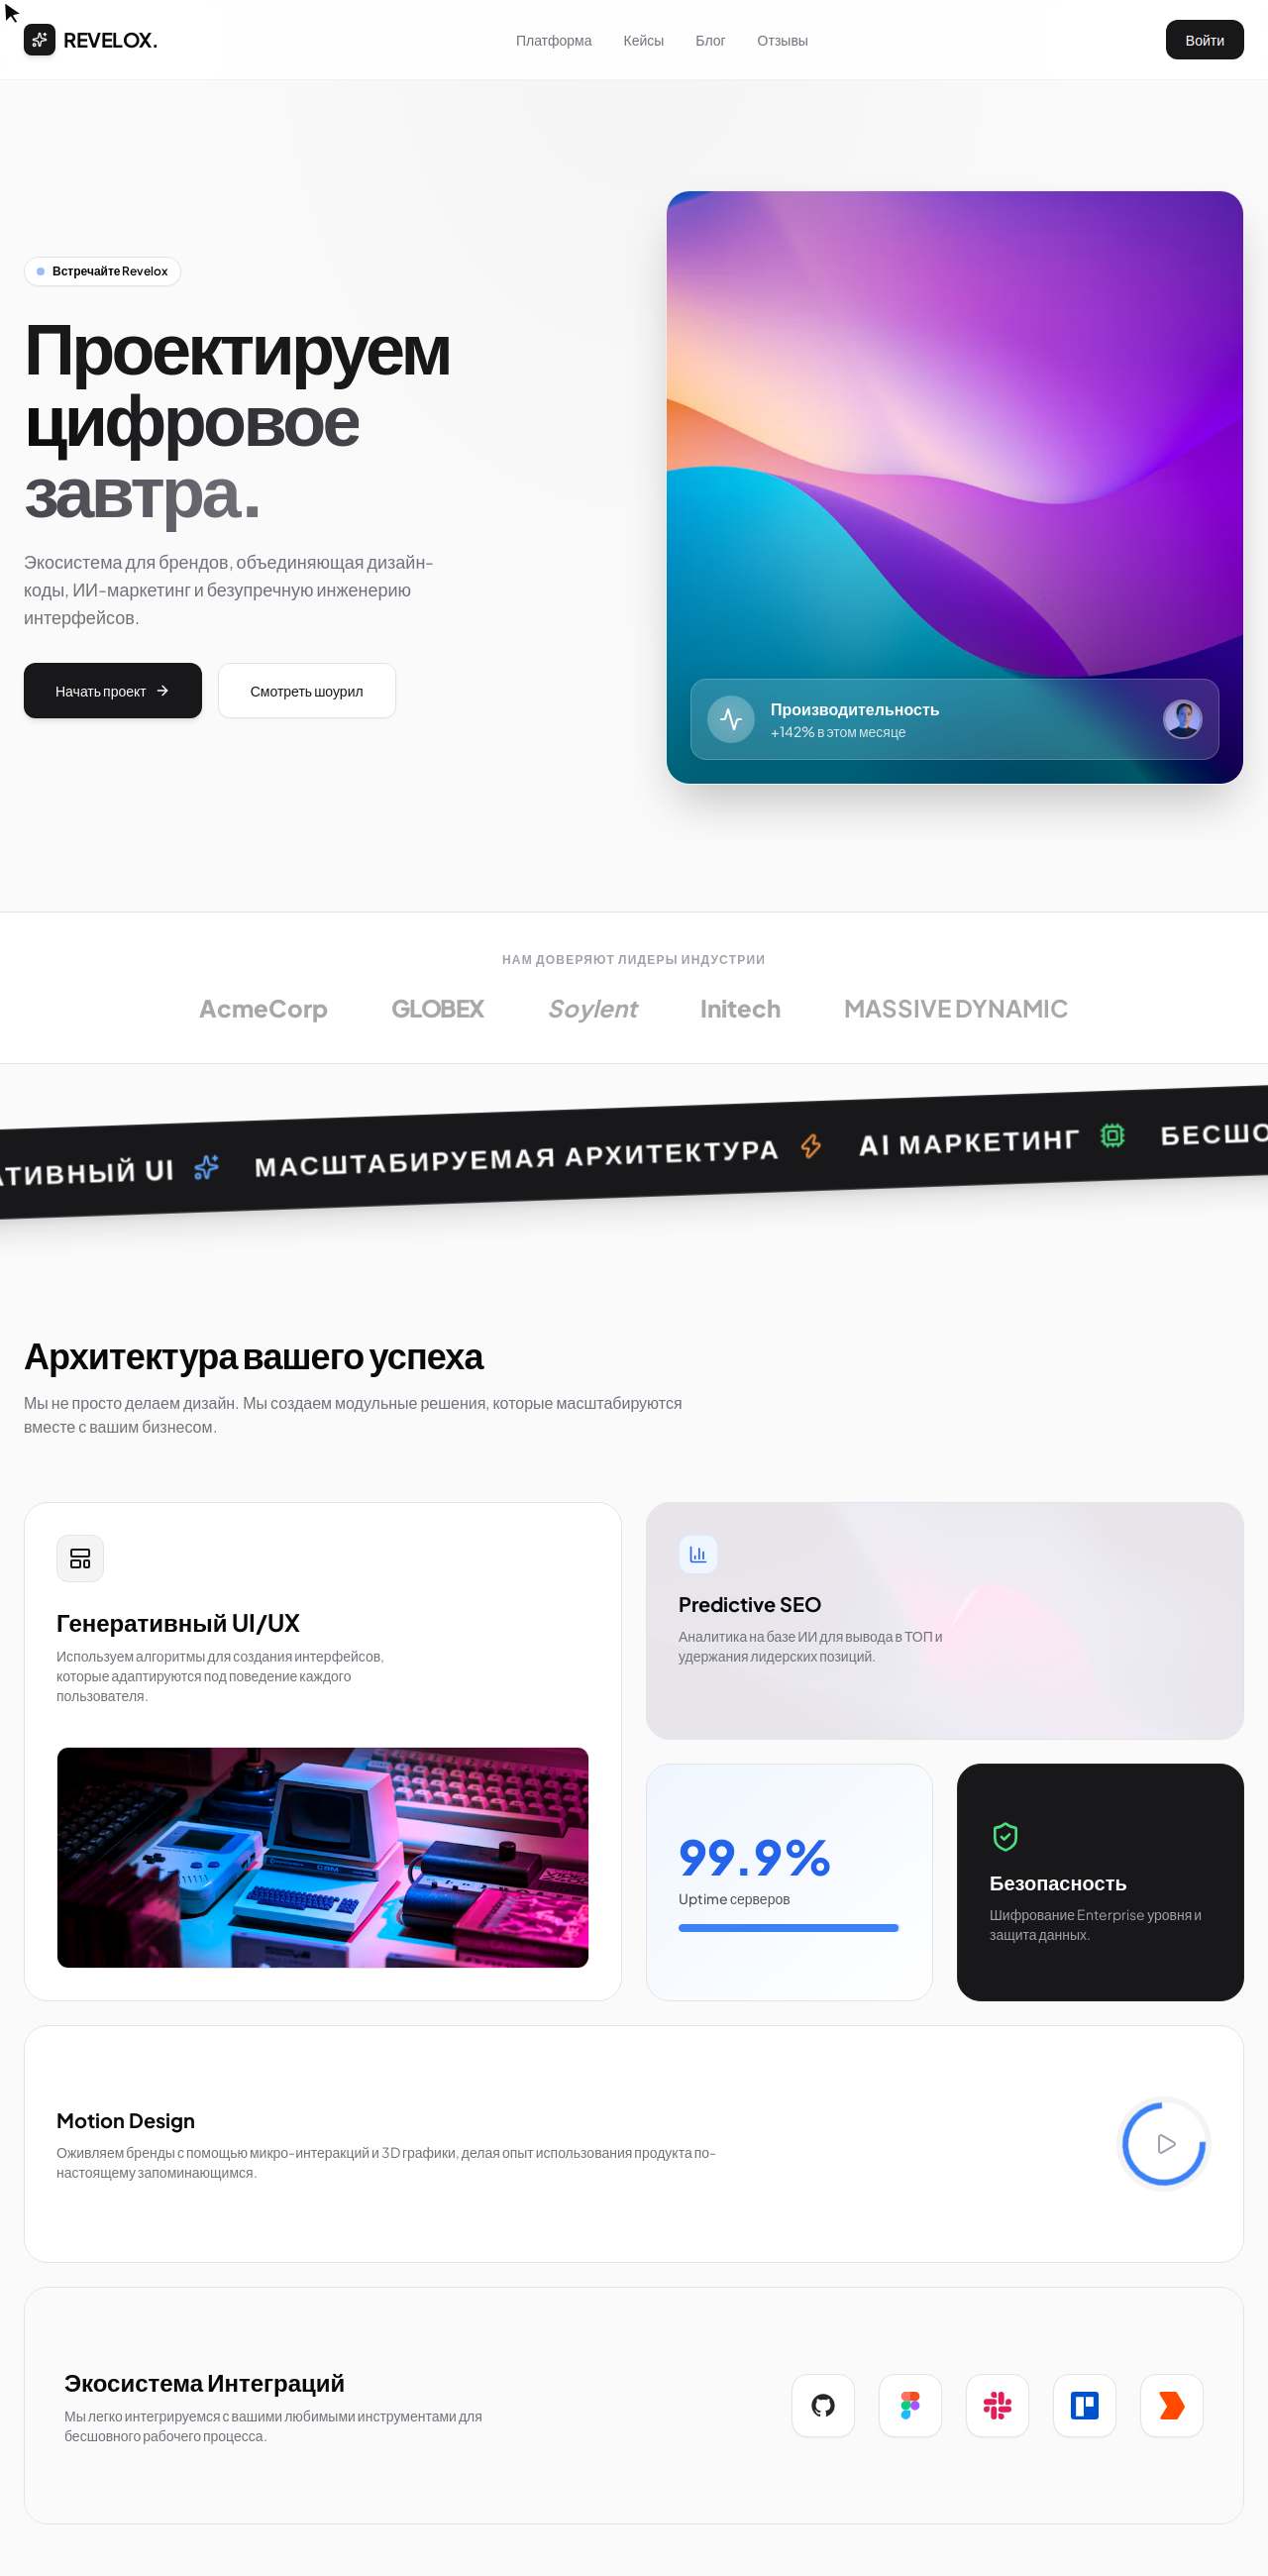 REVELOX.
Платформа
Кейсы
Блог
Отзывы
Войти
Встречайте Revelox
Проектируем
цифровое
завтра.
Экосистема для брендов, объединяющая дизайн-
коды, ИИ-маркетинг и безупречную инженерию
интерфейсов.
Начать проект
Смотреть шоурил
Производительность
+142% в этом месяце
НАМ ДОВЕРЯЮТ ЛИДЕРЫ ИНДУСТРИИ
AcmeCorp
GLOBEX
Soylent
Initech
MASSIVE DYNAMIC
АТИВНЫЙ UI
МАСШТАБИРУЕМАЯ АРХИТЕКТУРА
AI МАРКЕТИНГ
БЕСШО
Архитектура вашего успеха
Мы не просто делаем дизайн. Мы создаем модульные решения, которые масштабируются
вместе с вашим бизнесом.
Генеративный UI/UX
Используем алгоритмы для создания интерфейсов,
которые адаптируются под поведение каждого
пользователя.
Predictive SEO
Аналитика на базе ИИ для вывода в ТОП и
удержания лидерских позиций.
99.9%
Uptime серверов
Безопасность
Шифрование Enterprise уровня и
защита данных.
Motion Design
Оживляем бренды с помощью микро-интеракций и 3D графики, делая опыт использования продукта по-
настоящему запоминающимся.
Экосистема Интеграций
Мы легко интегрируемся с вашими любимыми инструментами для
бесшовного рабочего процесса.